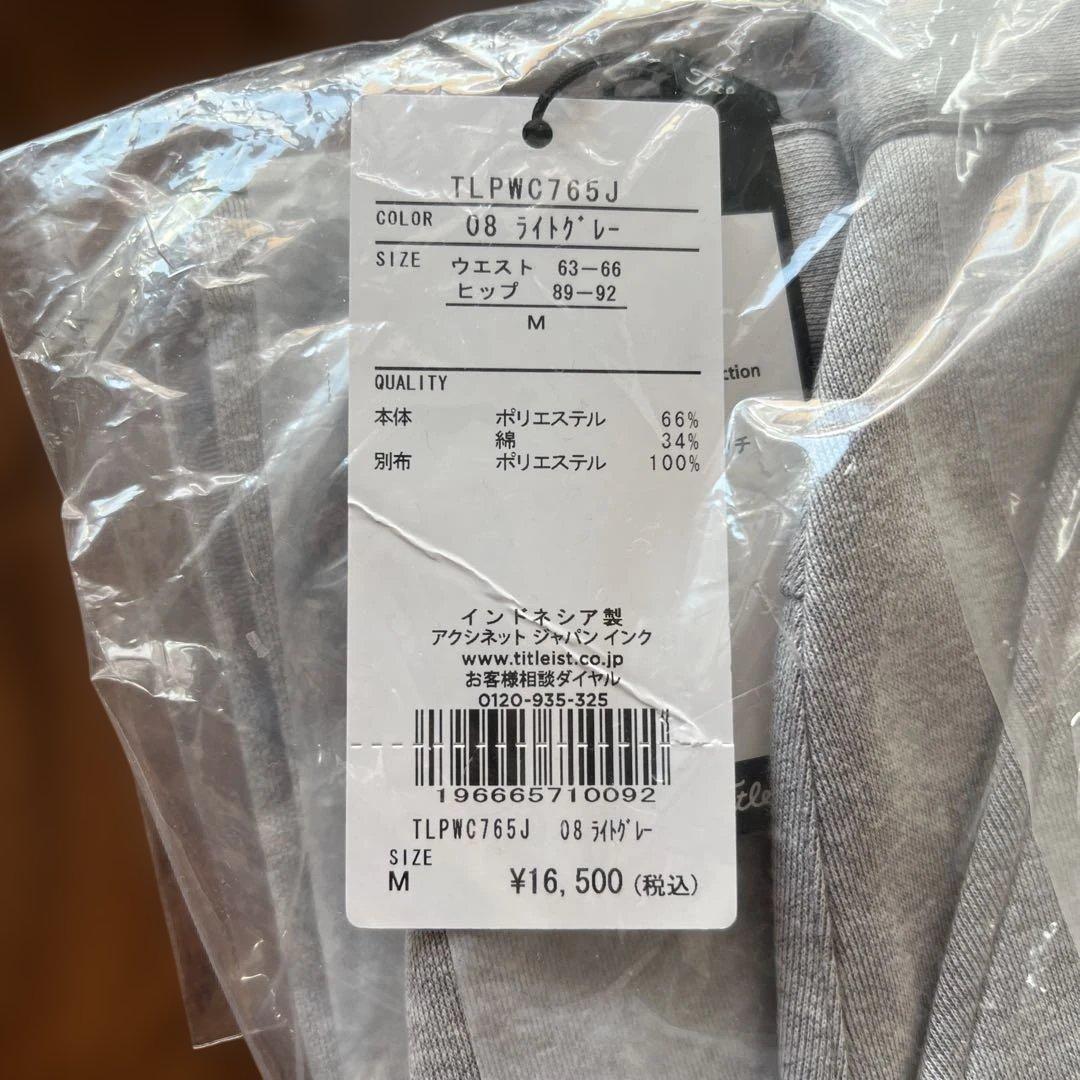 TLPWC765J
COLOR 08 ライトグレー
SIZE ウエスト 63-66
ヒップ 89-92
M
QUALITY
本体 ポリエステル 66%
綿 34%
別布 ポリエステル 100%
インドネシア製
アクシネット ジャパン インク
www.titleist.co.jp
お客様相談ダイヤル
0120-935-325
196665710092
TLPWC765J 08 ライトグレー
SIZE
M ¥16,500(税込)
ction
チ
Title